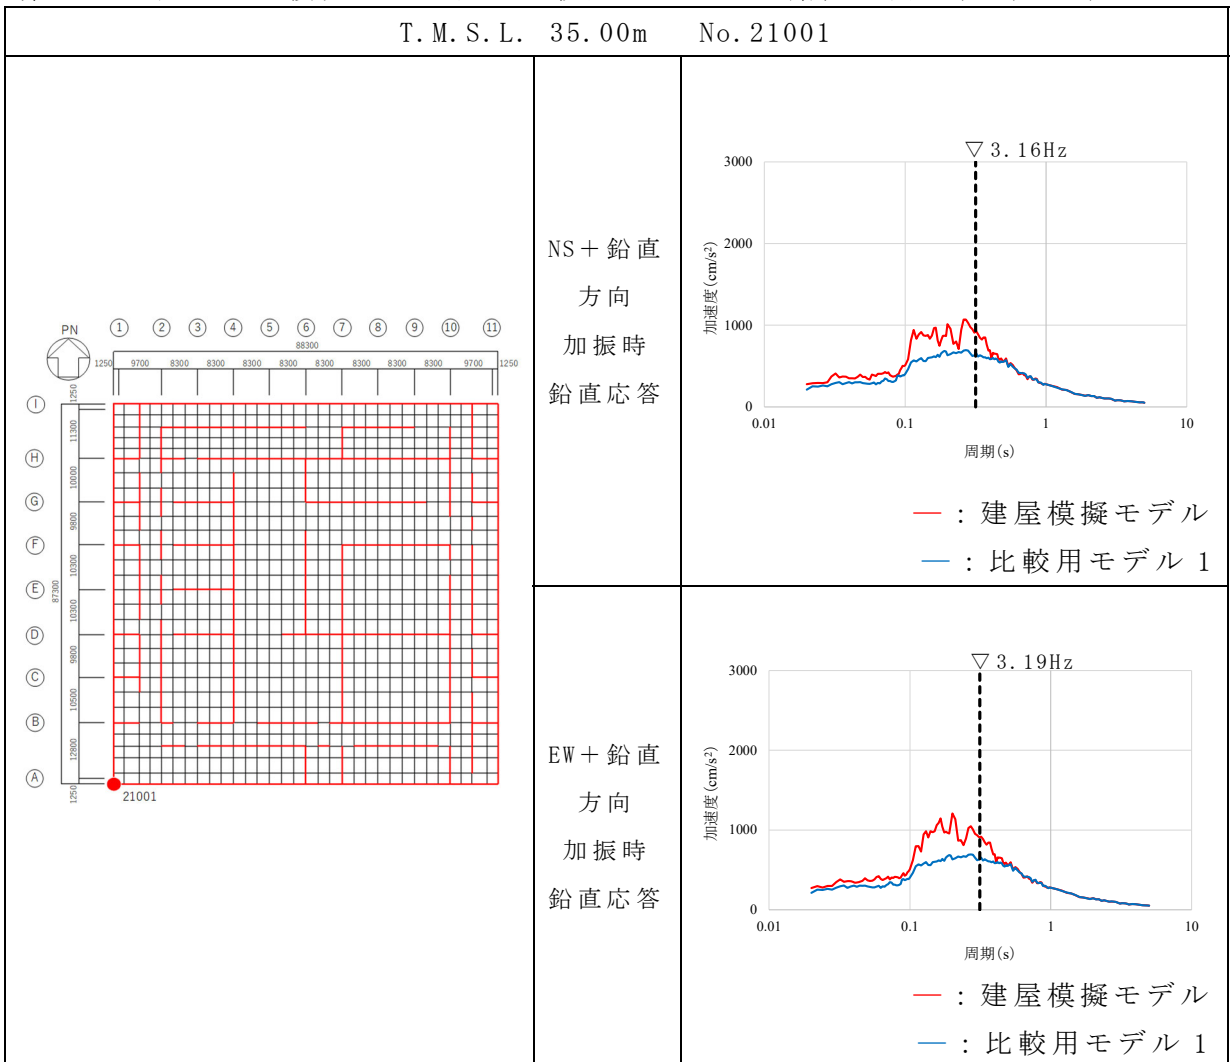 T.M.S.L. 35.00m No.21001
PN
① ② ③ ④ ⑤ ⑥ ⑦ ⑧ ⑨ ⑩ ⑪
88300
1250 9700 8300 8300 8300 8300 8300 8300 8300 8300 9700 1250
1250
Ⓘ
11300
Ⓗ
10000
Ⓖ
9800
Ⓕ
10300
Ⓔ
87300
10300
Ⓓ
9800
Ⓒ
10500
Ⓑ
12800
Ⓐ
1250
21001
NS+鉛直
方向
加振時
鉛直応答
▽3.16Hz
加速度(cm/s²)
3000
2000
1000
0
0.01 0.1 1 10
周期(s)
―:建屋模擬モデル
―:比較用モデル1
EW+鉛直
方向
加振時
鉛直応答
▽3.19Hz
加速度(cm/s²)
3000
2000
1000
0
0.01 0.1 1 10
周期(s)
―:建屋模擬モデル
―:比較用モデル1